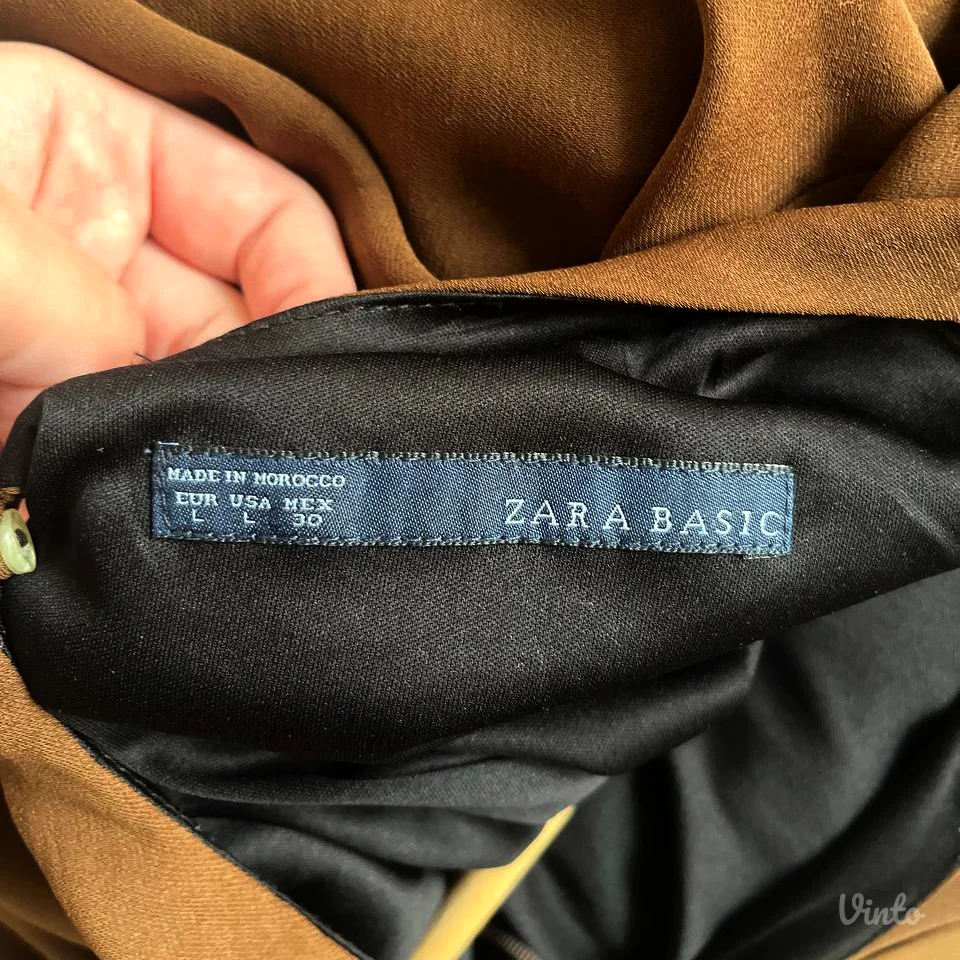 MADE IN MOROCCO
EUR USA MEX
L L 30
ZARA BASIC
Vinto